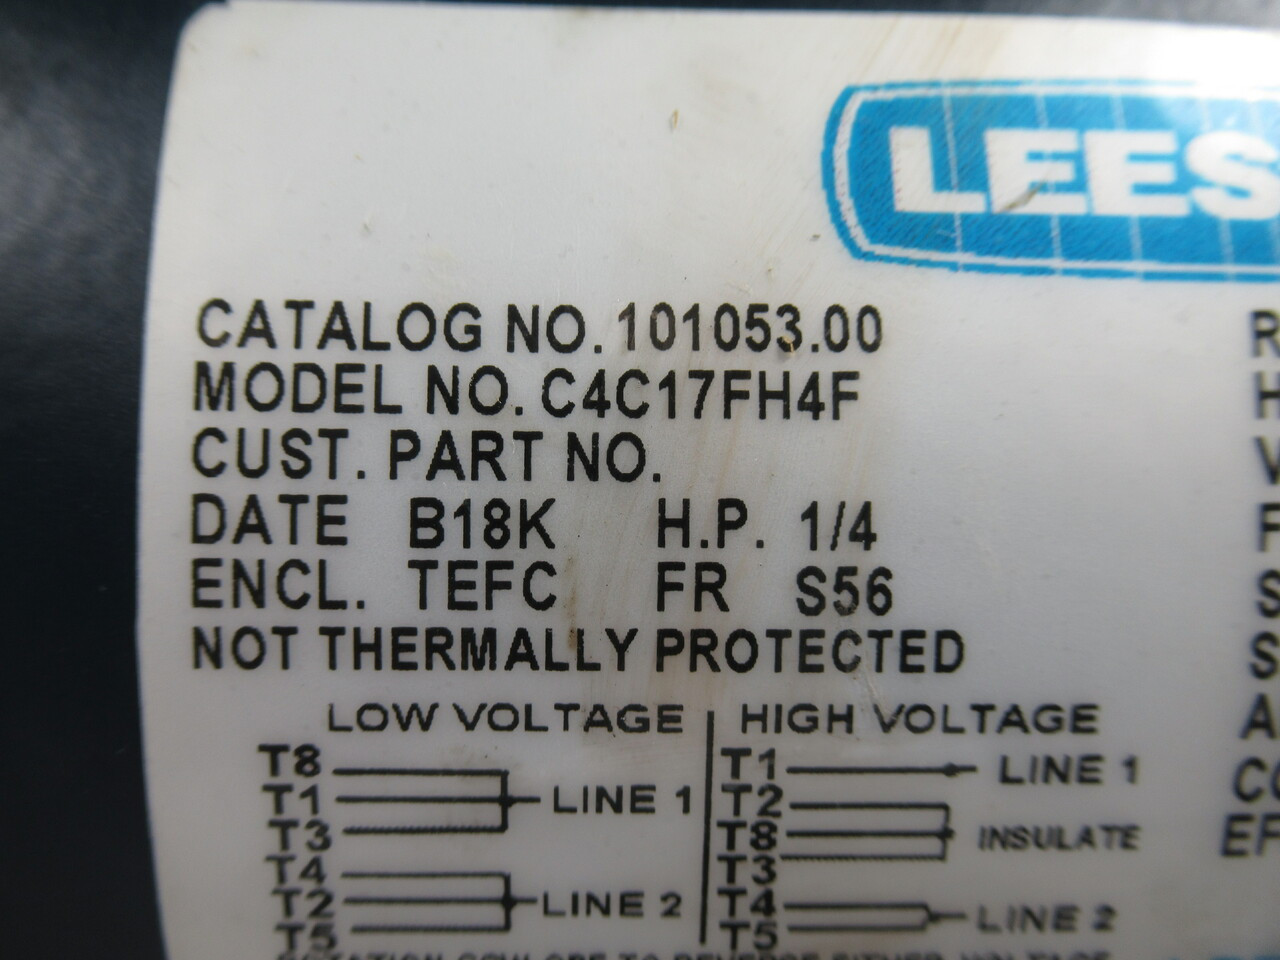 LEES
CATALOG NO. 101053.00
MODEL NO. C4C17FH4F
CUST. PART NO.
DATE B18K H.P. 1/4
ENCL. TEFC FR S56
NOT THERMALLY PROTECTED
LOW VOLTAGE HIGH VOLTAGE
T8 T1 LINE 1
T1 LINE 1 T2
T3 T8 INSULATE
T4 T3
T2 LINE 2 T4
T5 T5 LINE 2
R
H
V
F
S
S
A
CO
EF